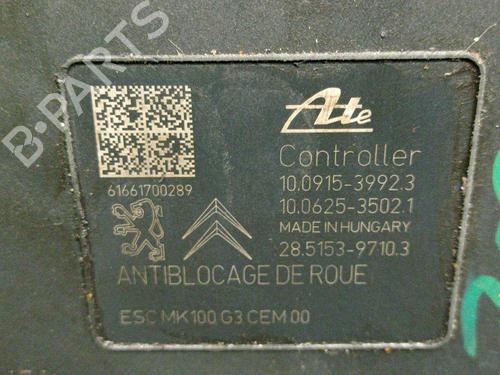 B-PARTS
Ate
Controller
61661700289
10.0915-3992.3
10.0625-3502.1
MADE IN HUNGARY
28.5153-9710.3
ANTIBLOCAGE DE ROUE
ESC MK100 G3 CEM 00